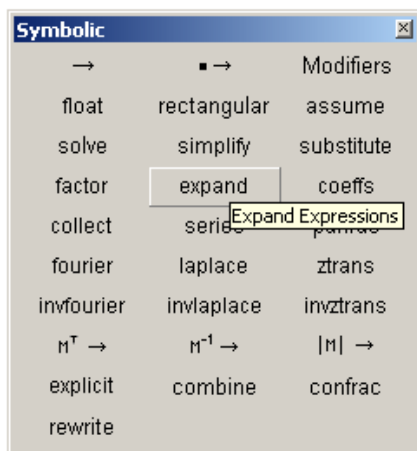 Symbolic
→ ▪ → Modifiers
float rectangular assume
solve simplify substitute
factor expand coeffs
Expand Expressions
collect series
fourier laplace ztrans
invfourier invlaplace invztrans
Mᵀ → M⁻¹ → |M| →
explicit combine confrac
rewrite